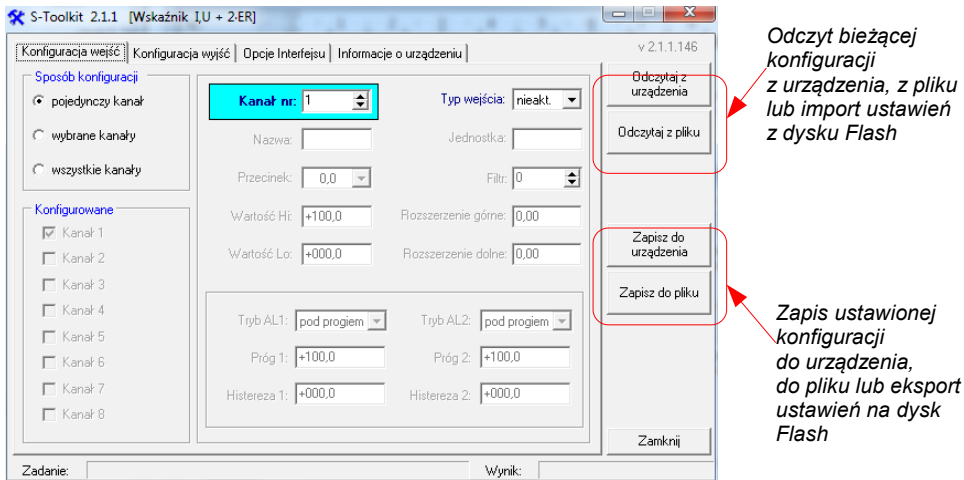 S-Toolkit 2.1.1 [Wskaźnik I,U + 2·ER]
Konfiguracja wejść
Konfiguracja wyjść
Opcje Interfejsu
Informacje o urządzeniu
v 2.1.1.146
Sposób konfiguracji
pojedynczy kanał
wybrane kanały
wszystkie kanały
Konfigurowane
Kanał 1
Kanał 2
Kanał 3
Kanał 4
Kanał 5
Kanał 6
Kanał 7
Kanał 8
Kanał nr: 1
Typ wejścia: nieakt.
Nazwa:
Jednostka:
Przecinek: 0,0
Filtr: 0
Wartość Hi: +100,0
Rozszerzenie górne: 0,00
Wartość Lo: +000,0
Rozszerzenie dolne: 0,00
Tryb AL1: pod progiem
Tryb AL2: pod progiem
Próg 1: +100,0
Próg 2: +100,0
Histereza 1: +000,0
Histereza 2: +000,0
Odczytaj z
urządzenia
Odczytaj z pliku
Zapisz do
urządzenia
Zapisz do pliku
Zamknij
Zadanie:
Wynik:
Odczyt bieżącej
konfiguracji
z urządzenia, z pliku
lub import ustawień
z dysku Flash
Zapis ustawionej
konfiguracji
do urządzenia,
do pliku lub eksport
ustawień na dysk
Flash